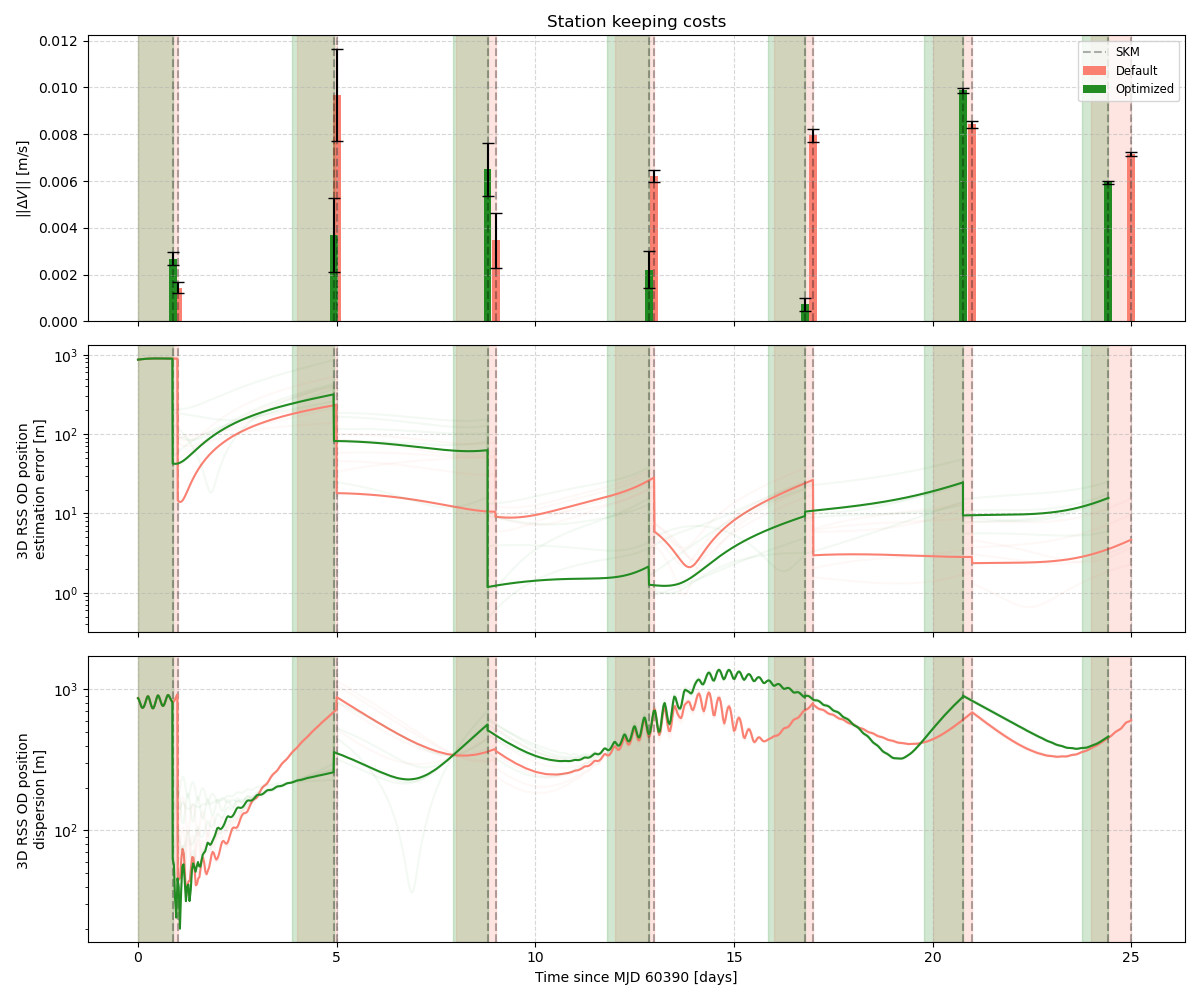 Station keeping costs
0.012
0.010
0.008
0.006
0.004
0.002
0.000
||ΔV|| [m/s]
SKM
Default
Optimized
10³
10²
10¹
10⁰
3D RSS OD position
estimation error [m]
10³
10²
3D RSS OD position
dispersion [m]
0
5
10
15
20
25
Time since MJD 60390 [days]